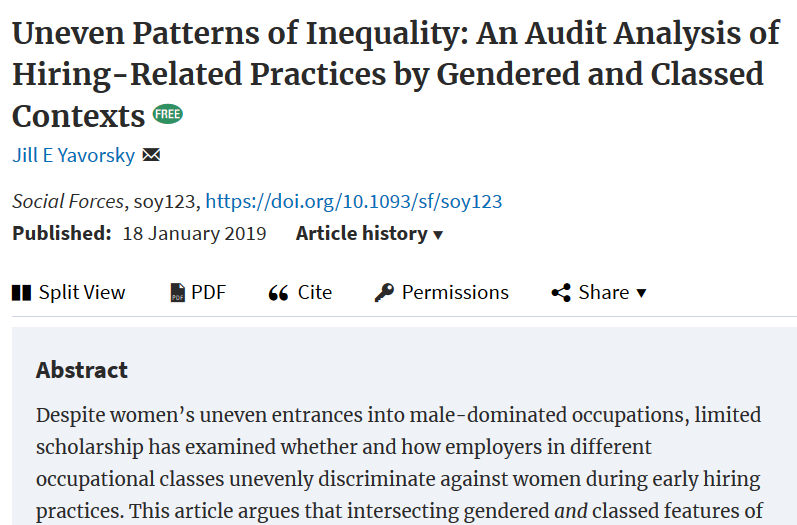 Uneven Patterns of Inequality: An Audit Analysis of
Hiring-Related Practices by Gendered and Classed
Contexts FREE
Jill E Yavorsky
Social Forces, soy123, https://doi.org/10.1093/sf/soy123
Published: 18 January 2019 Article history
Split View PDF Cite Permissions Share
Abstract
Despite women’s uneven entrances into male-dominated occupations, limited
scholarship has examined whether and how employers in different
occupational classes unevenly discriminate against women during early hiring
practices. This article argues that intersecting gendered and classed features of